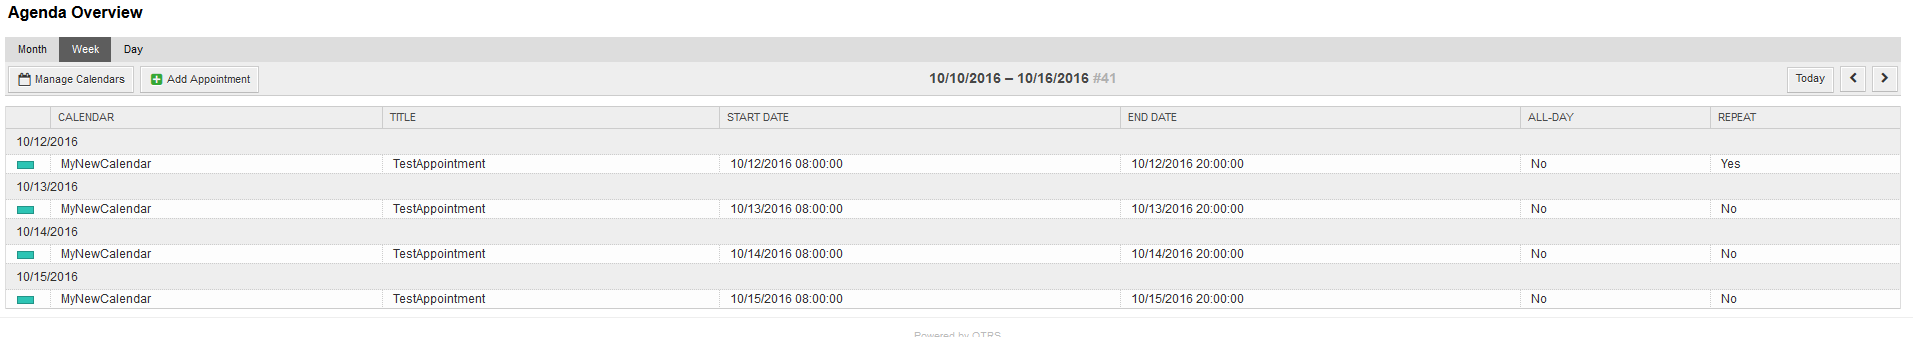 Agenda Overview
Month Week Day
Manage Calendars Add Appointment 10/10/2016 – 10/16/2016 #41 Today
CALENDAR TITLE START DATE END DATE ALL-DAY REPEAT
10/12/2016
MyNewCalendar TestAppointment 10/12/2016 08:00:00 10/12/2016 20:00:00 No Yes
10/13/2016
MyNewCalendar TestAppointment 10/13/2016 08:00:00 10/13/2016 20:00:00 No No
10/14/2016
MyNewCalendar TestAppointment 10/14/2016 08:00:00 10/14/2016 20:00:00 No No
10/15/2016
MyNewCalendar TestAppointment 10/15/2016 08:00:00 10/15/2016 20:00:00 No No
Powered by OTRS